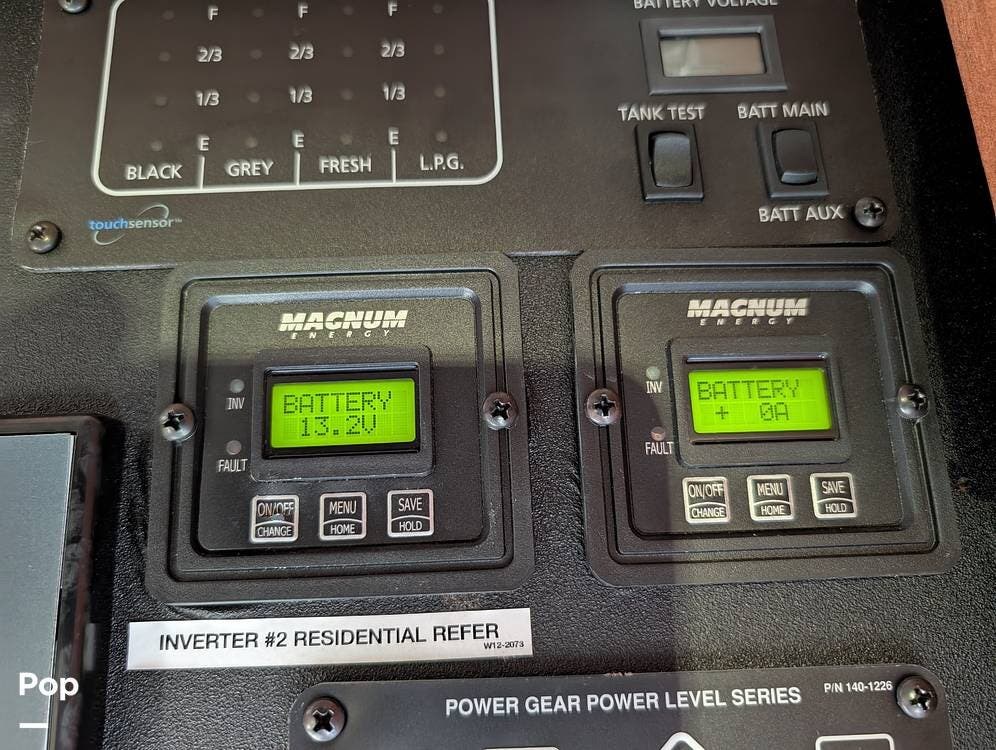 BATTERY VOLTAGE
F F F
2/3 2/3 2/3
1/3 1/3 1/3
E E E
BLACK GREY FRESH L.P.G.
TANK TEST BATT MAIN
BATT AUX
touchsensor™
MAGNUM
ENERGY
BATTERY
13.2V
INV
FAULT
ON/OFF
CHANGE
MENU
HOME
SAVE
HOLD
MAGNUM
ENERGY
BATTERY
+ 0A
INV
FAULT
ON/OFF
CHANGE
MENU
HOME
SAVE
HOLD
INVERTER #2 RESIDENTIAL REFER
W12-2073
POWER GEAR POWER LEVEL SERIES
P/N 140-1226
Pop